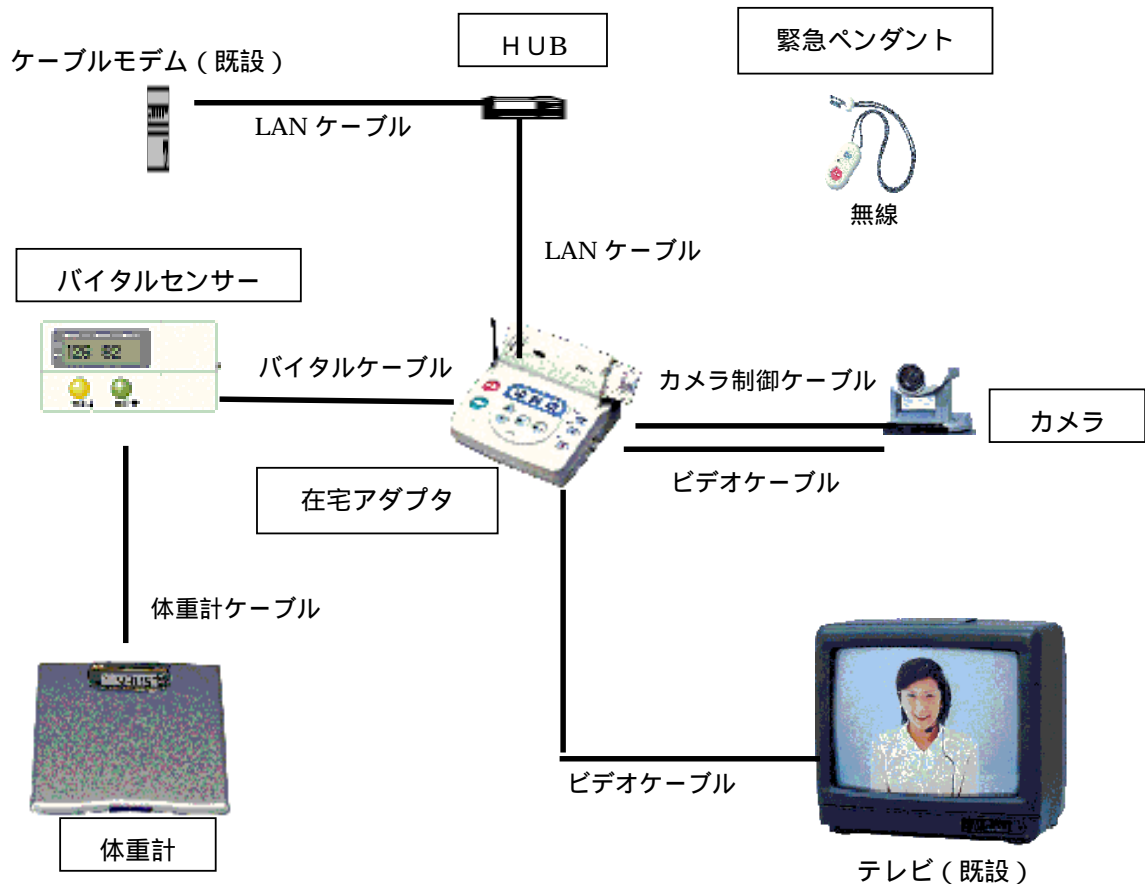 HUB
緊急ペンダント
ケーブルモデム(既設)
LAN ケーブル
無線
LAN ケーブル
バイタルセンサー
126 82
バイタルケーブル
カメラ制御ケーブル
カメラ
ビデオケーブル
在宅アダプタ
体重計ケーブル
ビデオケーブル
体重計
テレビ(既設)